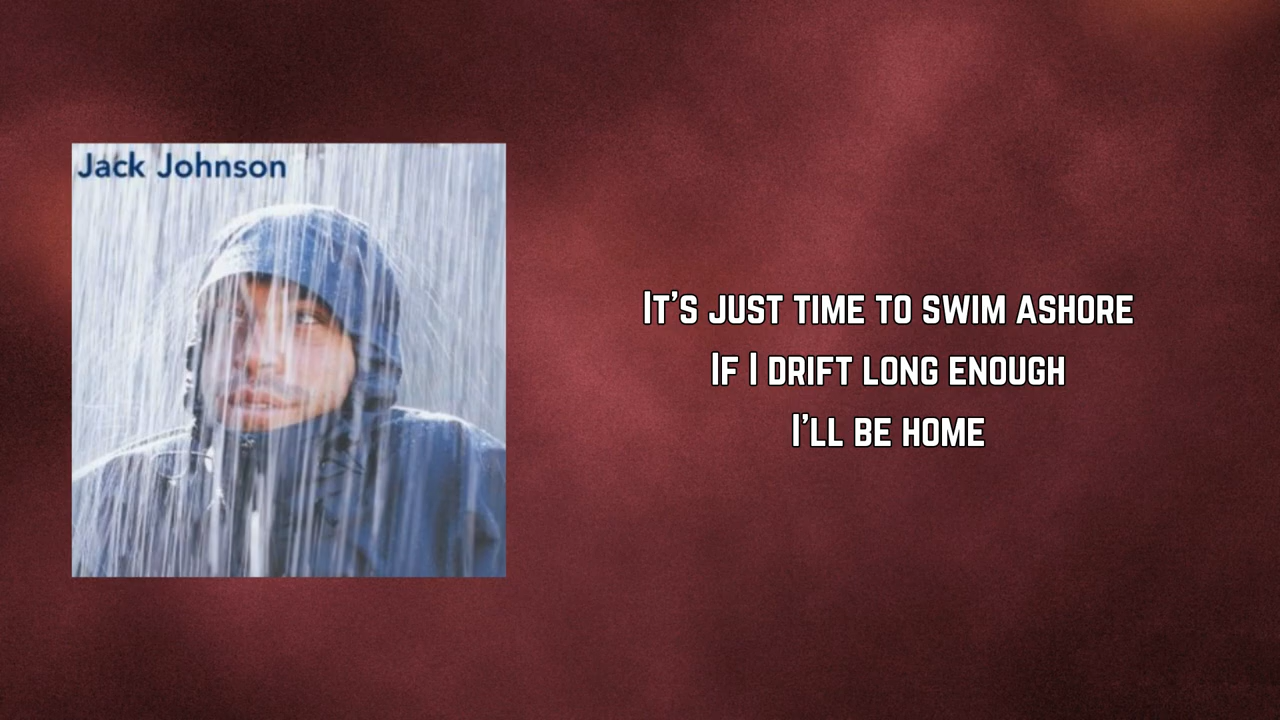 Jack Johnson
It's just time to swim ashore
If I drift long enough
I'll be home